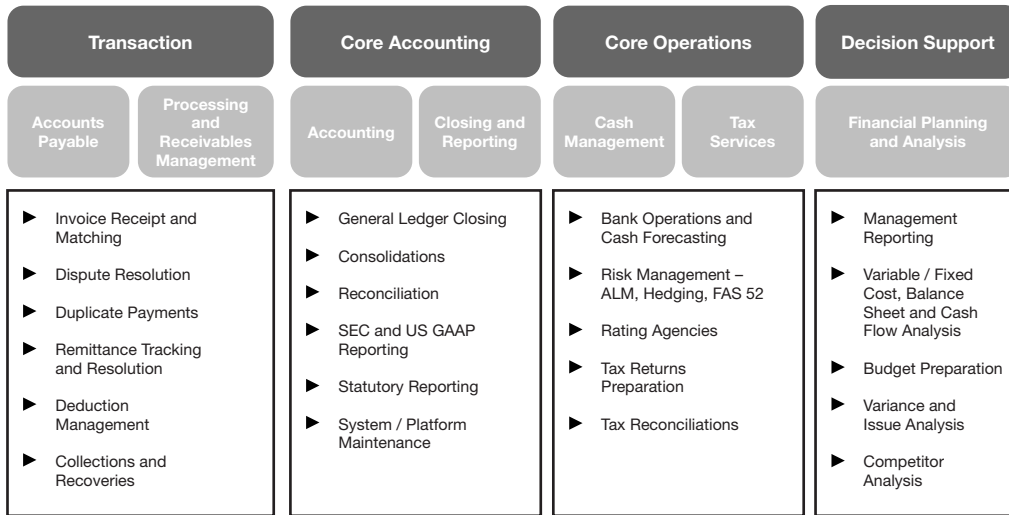 Transaction
Core Accounting
Core Operations
Decision Support
Accounts
Payable
Processing
and
Receivables
Management
Accounting
Closing and
Reporting
Cash
Management
Tax
Services
Financial Planning
and Analysis
► Invoice Receipt and
Matching
► Dispute Resolution
► Duplicate Payments
► Remittance Tracking
and Resolution
► Deduction
Management
► Collections and
Recoveries
► General Ledger Closing
► Consolidations
► Reconciliation
► SEC and US GAAP
Reporting
► Statutory Reporting
► System / Platform
Maintenance
► Bank Operations and
Cash Forecasting
► Risk Management –
ALM, Hedging, FAS 52
► Rating Agencies
► Tax Returns
Preparation
► Tax Reconciliations
► Management
Reporting
► Variable / Fixed
Cost, Balance
Sheet and Cash
Flow Analysis
► Budget Preparation
► Variance and
Issue Analysis
► Competitor
Analysis